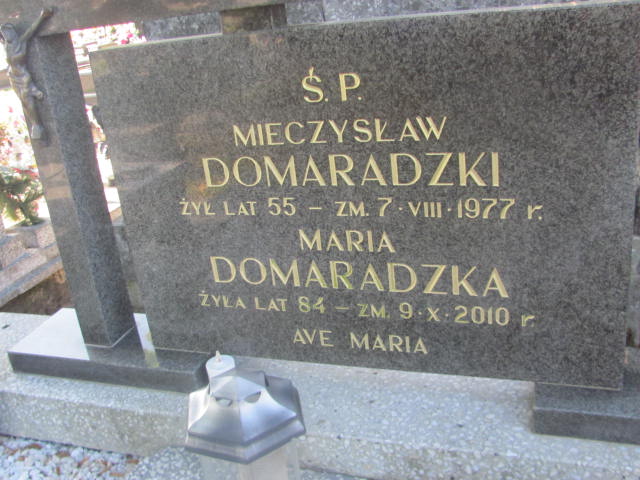 Ś. P.
MIECZYSŁAW
DOMARADZKI
ŻYŁ LAT 55 – ZM. 7·VIII·1977 r.
MARIA
DOMARADZKA
ŻYŁA LAT 84 – ZM. 9·X·2010 r.
AVE MARIA